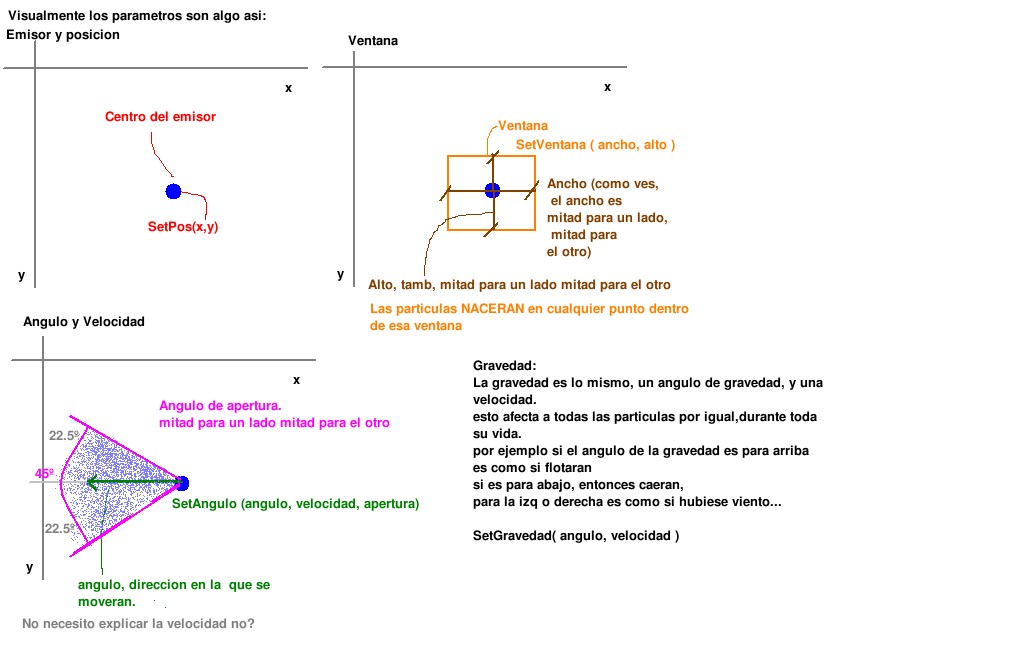 Visualmente los parametros son algo asi:
Emisor y posicion
x
Centro del emisor
SetPos(x,y)
y
Ventana
x
Ventana
SetVentana ( ancho, alto )
Ancho (como ves,
el ancho es
mitad para un lado,
mitad para
el otro)
y
Alto, tamb, mitad para un lado mitad para el otro
Las particulas NACERAN en cualquier punto dentro
de esa ventana
Angulo y Velocidad
x
Angulo de apertura.
mitad para un lado mitad para el otro
22.5º
45º
SetAngulo (angulo, velocidad, apertura)
22.5º
y
angulo, direccion en la que se
moveran.
No necesito explicar la velocidad no?
Gravedad:
La gravedad es lo mismo, un angulo de gravedad, y una
velocidad.
esto afecta a todas las particulas por igual,durante toda
su vida.
por ejemplo si el angulo de la gravedad es para arriba
es como si flotaran
si es para abajo, entonces caeran,
para la izq o derecha es como si hubiese viento...
SetGravedad( angulo, velocidad )